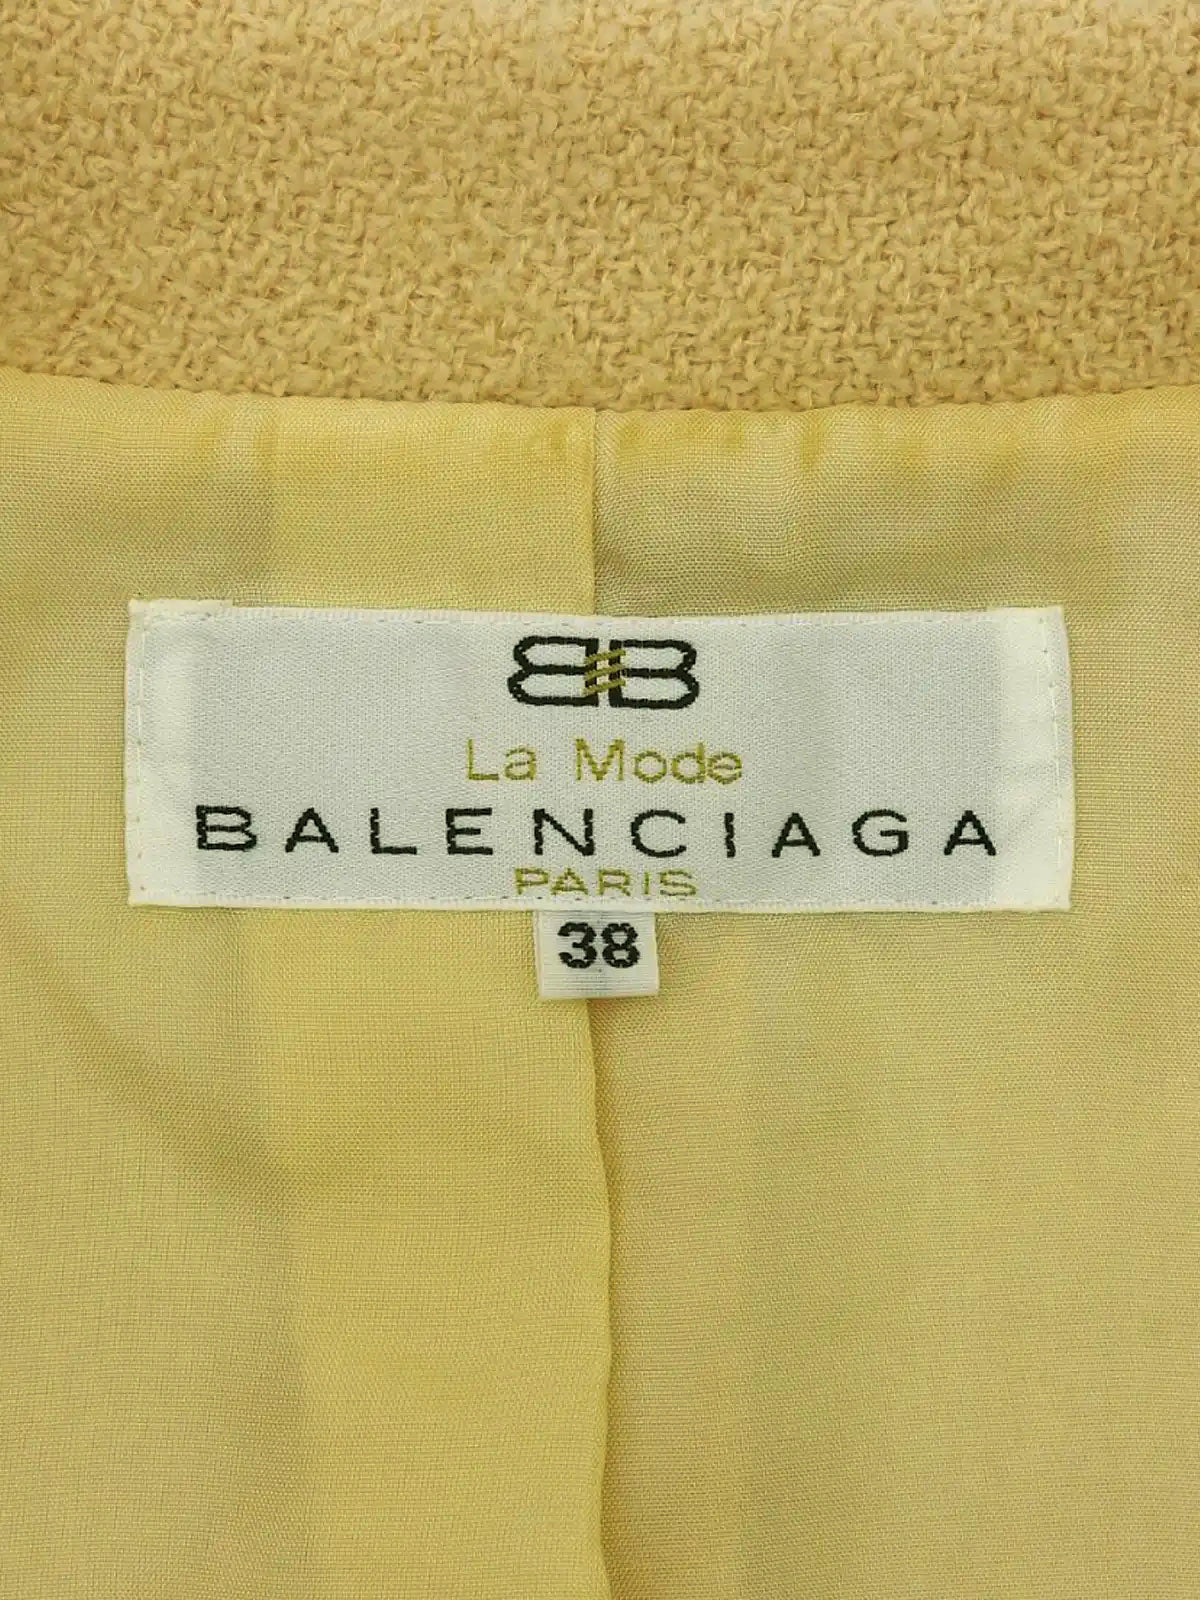 BB
La Mode
BALENCIAGA
PARIS
38